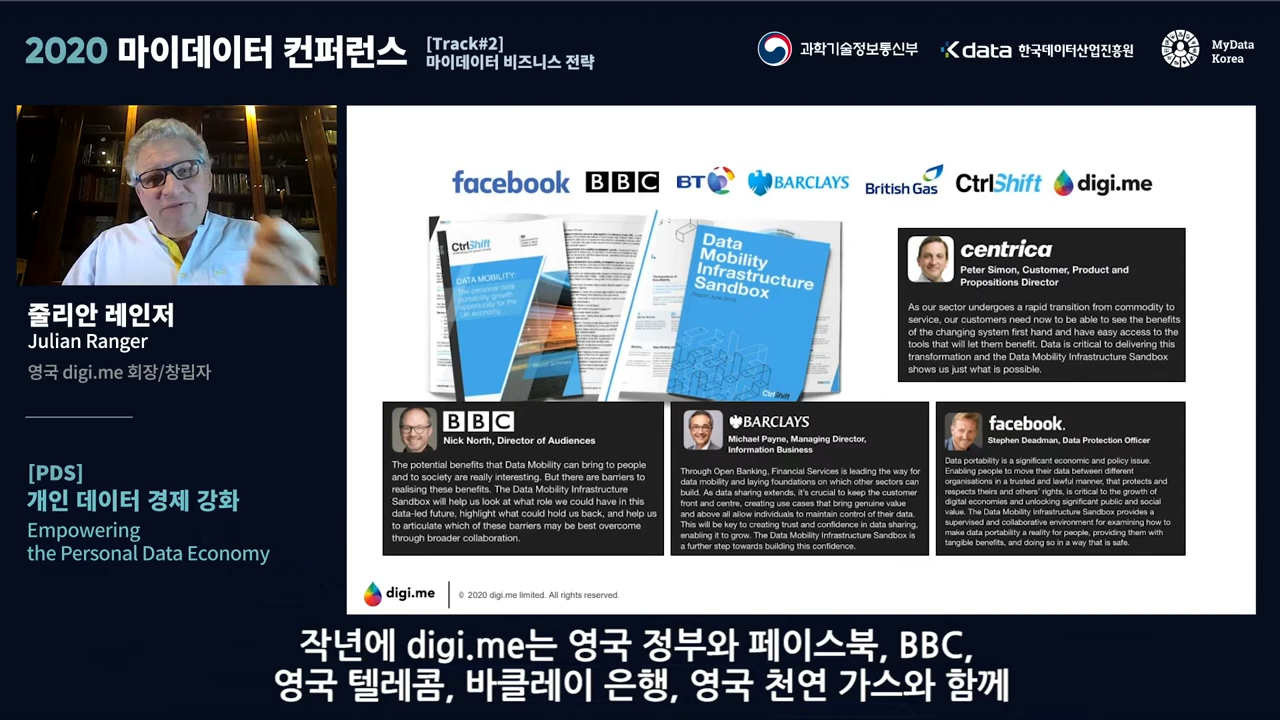 2020 마이데이터 컨퍼런스
[Track#2]
마이데이터 비즈니스 전략
과학기술정보통신부
Kdata 한국데이터산업진흥원
MyData
Korea
줄리안 레인저
Julian Ranger
영국 digi.me 회장/창립자
[PDS]
개인 데이터 경제 강화
Empowering
the Personal Data Economy
facebook BBC BT BARCLAYS British Gas CtrlShift digi.me
CtrlShift
DATA MOBILITY:
The personal data
portability growth
opportunity for the
UK economy
Data
Mobility
Infrastructure
Sandbox
CtrlShift
centrica
Peter Simon, Customer, Product and
Propositions Director
As our sector undergoes a rapid transition from commodity to
service, our customers need now to be able to see the benefits
of the changing system first hand and have easy access to the
tools that will let them benefit. Data is critical to delivering this
transformation and the Data Mobility Infrastructure Sandbox
shows us just what is possible.
BBC
Nick North, Director of Audiences
The potential benefits that Data Mobility can bring to people
and to society are really interesting. But there are barriers to
realising these benefits. The Data Mobility Infrastructure
Sandbox will help us look at what role we could have in this
data-led future, highlight what could hold us back, and help us
to articulate which of these barriers may be best overcome
through broader collaboration.
BARCLAYS
Michael Payne, Managing Director,
Information Business
Through Open Banking, Financial Services is leading the way for
data mobility and laying foundations on which other sectors can
build. As data sharing extends, it's crucial to keep the customer
front and centre, creating use cases that bring genuine value
and above all allow individuals to maintain control of their data.
This will be key to creating trust and confidence in data sharing,
enabling it to grow. The Data Mobility Infrastructure Sandbox is
a further step towards building this confidence.
facebook.
Stephen Deadman, Data Protection Officer
Data portability is a significant economic and policy issue.
Enabling people to move their data between different
organisations in a trusted and lawful manner, that protects and
respects theirs and others' rights, is critical to the growth of
digital economies and unlocking significant public and social
value. The Data Mobility Infrastructure Sandbox provides a
supervised and collaborative environment for examining how to
make data portability a reality for people, providing them with
tangible benefits, and doing so in a way that is safe.
digi.me
© 2020 digi.me limited. All rights reserved.
작년에 digi.me는 영국 정부와 페이스북, BBC,
영국 텔레콤, 바클레이 은행, 영국 천연 가스와 함께